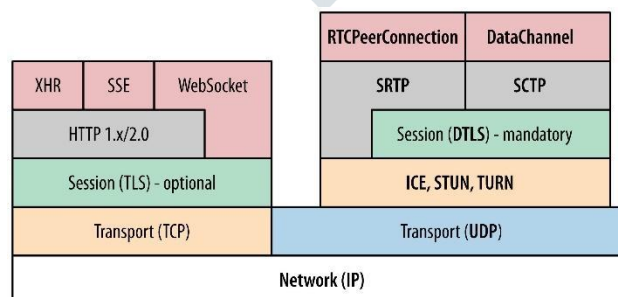 RTCPeerConnection DataChannel
XHR SSE WebSocket SRTP SCTP
HTTP 1.x/2.0 Session (DTLS) - mandatory
Session (TLS) - optional ICE, STUN, TURN
Transport (TCP) Transport (UDP)
Network (IP)